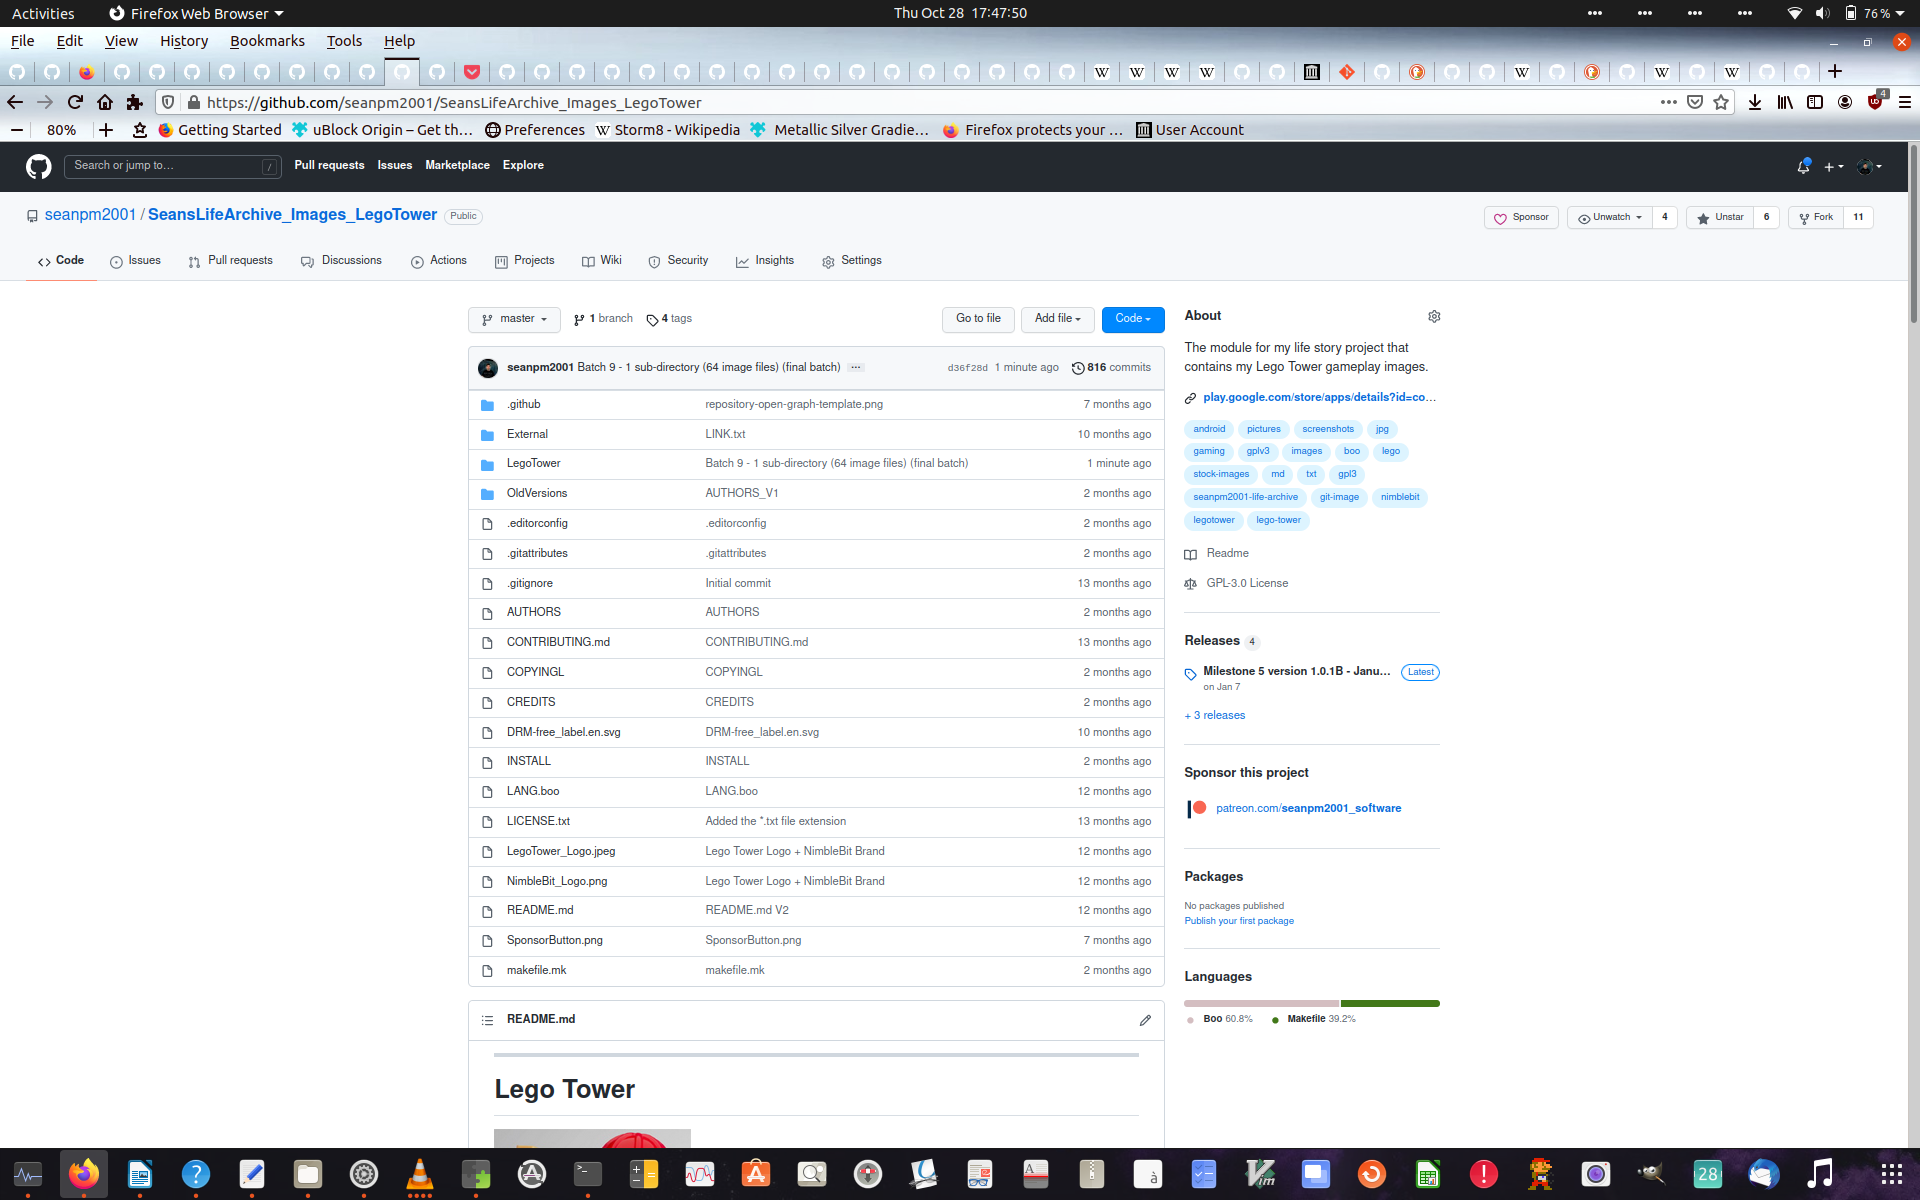 Activities Firefox Web Browser Thu Oct 28 17:47:50 76 %
File Edit View History Bookmarks Tools Help
https://github.com/seanpm2001/SeansLifeArchive_Images_LegoTower 4
80% Getting Started uBlock Origin – Get th… Preferences Storm8 - Wikipedia Metallic Silver Gradie… Firefox protects your … User Account
Search or jump to… / Pull requests Issues Marketplace Explore
seanpm2001 / SeansLifeArchive_Images_LegoTower Public Sponsor Unwatch 4 Unstar 6 Fork 11
Code Issues Pull requests Discussions Actions Projects Wiki Security Insights Settings
master 1 branch 4 tags Go to file Add file Code
seanpm2001 Batch 9 - 1 sub-directory (64 image files) (final batch) ··· d36f28d 1 minute ago 816 commits
.github repository-open-graph-template.png 7 months ago
External LINK.txt 10 months ago
LegoTower Batch 9 - 1 sub-directory (64 image files) (final batch) 1 minute ago
OldVersions AUTHORS_V1 2 months ago
.editorconfig .editorconfig 2 months ago
.gitattributes .gitattributes 2 months ago
.gitignore Initial commit 13 months ago
AUTHORS AUTHORS 2 months ago
CONTRIBUTING.md CONTRIBUTING.md 13 months ago
COPYINGL COPYINGL 2 months ago
CREDITS CREDITS 2 months ago
DRM-free_label.en.svg DRM-free_label.en.svg 10 months ago
INSTALL INSTALL 2 months ago
LANG.boo LANG.boo 12 months ago
LICENSE.txt Added the *.txt file extension 13 months ago
LegoTower_Logo.jpeg Lego Tower Logo + NimbleBit Brand 12 months ago
NimbleBit_Logo.png Lego Tower Logo + NimbleBit Brand 12 months ago
README.md README.md V2 12 months ago
SponsorButton.png SponsorButton.png 7 months ago
makefile.mk makefile.mk 2 months ago
README.md
Lego Tower
About
The module for my life story project that
contains my Lego Tower gameplay images.
play.google.com/store/apps/details?id=co…
android pictures screenshots jpg
gaming gplv3 images boo lego
stock-images md txt gpl3
seanpm2001-life-archive git-image nimblebit
legotower lego-tower
Readme
GPL-3.0 License
Releases 4
Milestone 5 version 1.0.1B - Janu… Latest
on Jan 7
+ 3 releases
Sponsor this project
patreon.com/seanpm2001_software
Packages
No packages published
Publish your first package
Languages
Boo 60.8% Makefile 39.2%
28